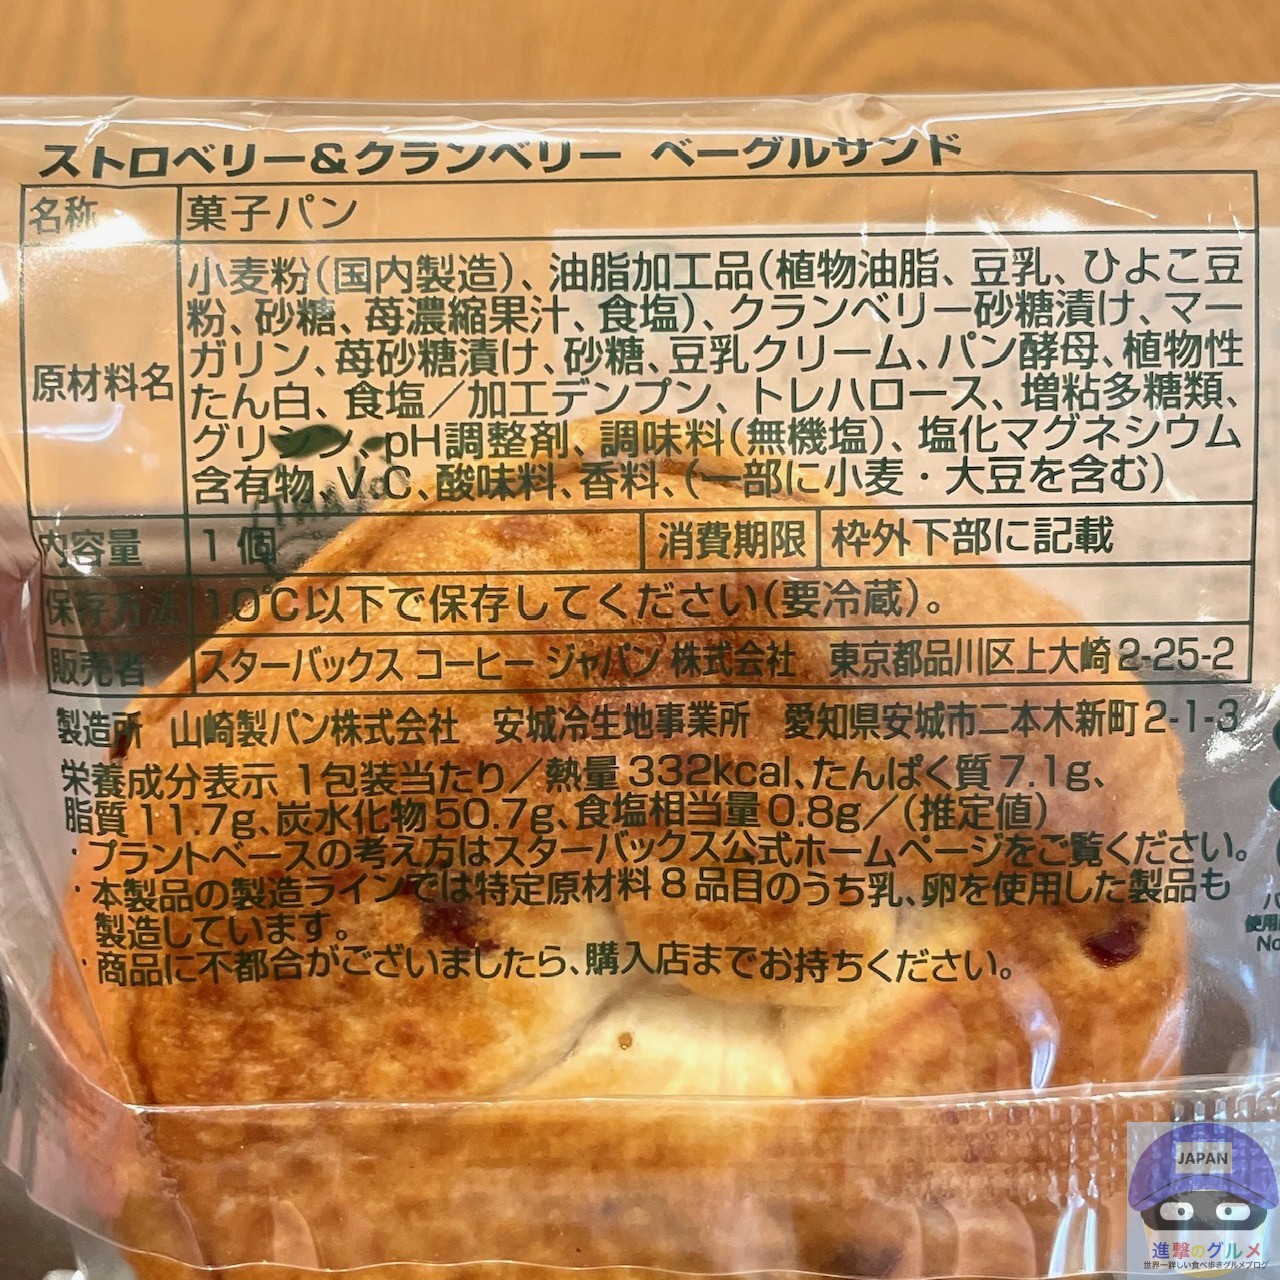 ストロベリー&クランベリー ベーグルサンド
名称 菓子パン
原材料名
小麦粉(国内製造)、油脂加工品(植物油脂、豆乳、ひよこ豆
粉、砂糖、苺濃縮果汁、食塩)、クランベリー砂糖漬け、マー
ガリン、苺砂糖漬け、砂糖、豆乳クリーム、パン酵母、植物性
たん白、食塩/加工デンプン、トレハロース、増粘多糖類、
グリシン、pH調整剤、調味料(無機塩)、塩化マグネシウム
含有物、V.C、酸味料、香料、(一部に小麦・大豆を含む)
内容量 1個 消費期限 枠外下部に記載
保存方法 10℃以下で保存してください(要冷蔵)。
販売者 スターバックス コーヒー ジャパン 株式会社 東京都品川区上大崎2-25-2
製造所 山崎製パン株式会社 安城冷生地事業所 愛知県安城市二本木新町2-1-3
栄養成分表示 1包装当たり/熱量332kcal、たんぱく質7.1g、
脂質11.7g、炭水化物50.7g、食塩相当量0.8g/(推定値)
・プラントベースの考え方はスターバックス公式ホームページをご覧ください。
・本製品の製造ラインでは特定原材料8品目のうち乳、卵を使用した製品も
製造しています。
・商品に不都合がございましたら、購入店までお持ちください。
JAPAN
進撃のグルメ
世界一詳しい食べ歩きグルメブログ